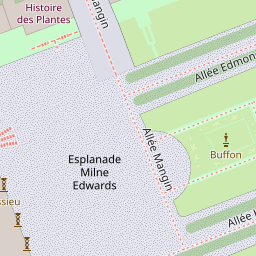 Histoire
des Plantes
Mangin
Allée Edmon
Allée Mangin
Buffon
Esplanade
Milne
Edwards
ssieu
Allée